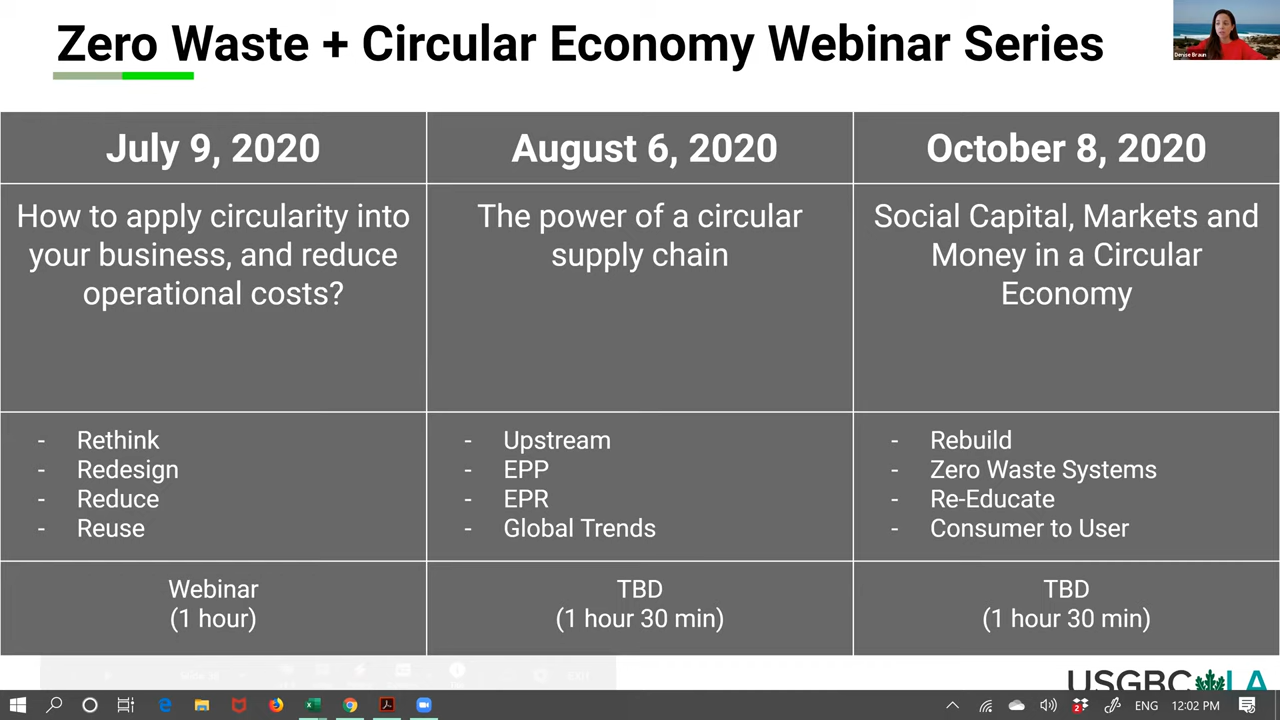 Zero Waste + Circular Economy Webinar Series
Denise Braun
July 9, 2020
August 6, 2020
October 8, 2020
How to apply circularity into
your business, and reduce
operational costs?
The power of a circular
supply chain
Social Capital, Markets and
Money in a Circular
Economy
- Rethink
- Redesign
- Reduce
- Reuse
- Upstream
- EPP
- EPR
- Global Trends
- Rebuild
- Zero Waste Systems
- Re-Educate
- Consumer to User
Webinar
(1 hour)
TBD
(1 hour 30 min)
TBD
(1 hour 30 min)
USGBC LA
2
ENG
12:02 PM